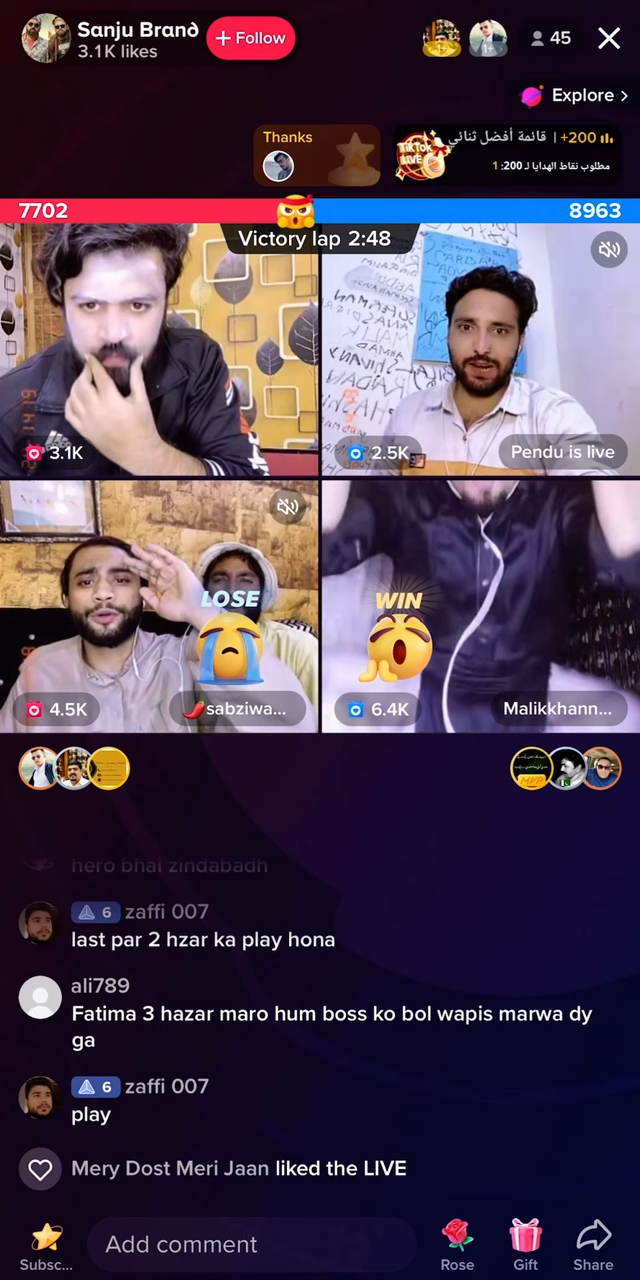 Sanju Brand
3.1K likes
+ Follow
1+
1+
45
Explore >
Thanks
TikTok LIVE
قائمة أفضل ثنائي | +200
مطلوب نقاط الهدايا لـ 200: 1
7702
8963
Victory lap 2:48
3.1K
2.5K
Pendu is live
LOSE
WIN
4.5K
sabziwa...
6.4K
Malikkhann...
hero bhai zindabadh
6 zaffi 007
last par 2 hzar ka play hona
ali789
Fatima 3 hazar maro hum boss ko bol wapis marwa dy
ga
6 zaffi 007
play
Mery Dost Meri Jaan liked the LIVE
Subsc...
Add comment
Rose
Gift
Share